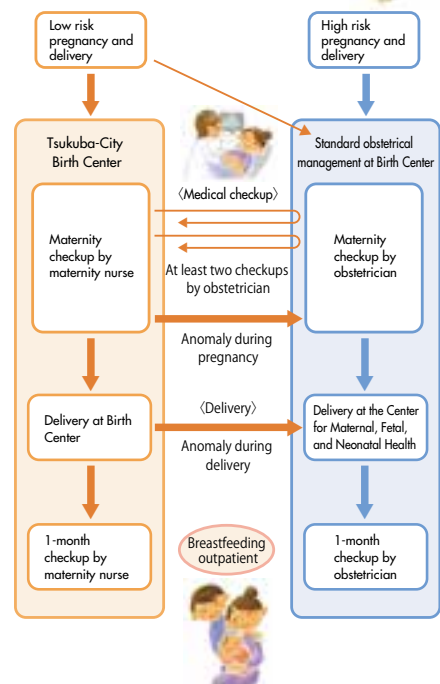 Low risk
pregnancy and
delivery
High risk
pregnancy and
delivery
Tsukuba-City
Birth Center
Standard obstetrical
management at Birth Center
〈Medical checkup〉
Maternity
checkup by
maternity nurse
At least two checkups
by obstetrician
Maternity
checkup by
obstetrician
Anomaly during
pregnancy
Delivery at Birth
Center
〈Delivery〉
Anomaly during
delivery
Delivery at the Center
for Maternal, Fetal,
and Neonatal Health
1-month
checkup by
maternity nurse
Breastfeeding
outpatient
1-month
checkup by
obstetrician